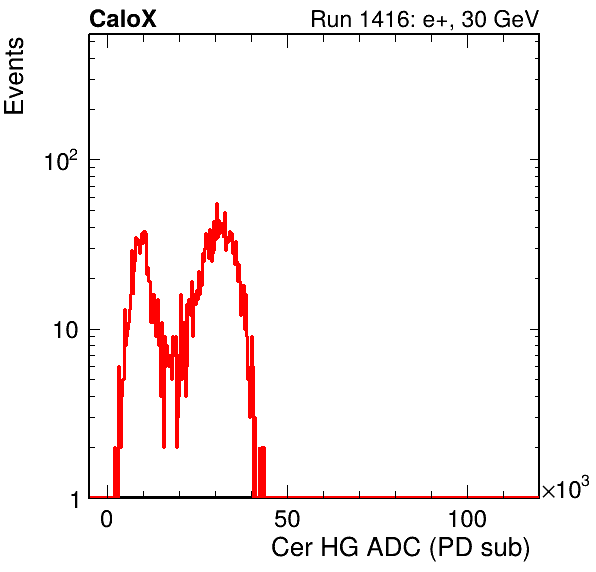 CaloX Run 1416: e+, 30 GeV
Events
10²
10
1
0 50 100 ×10³
Cer HG ADC (PD sub)